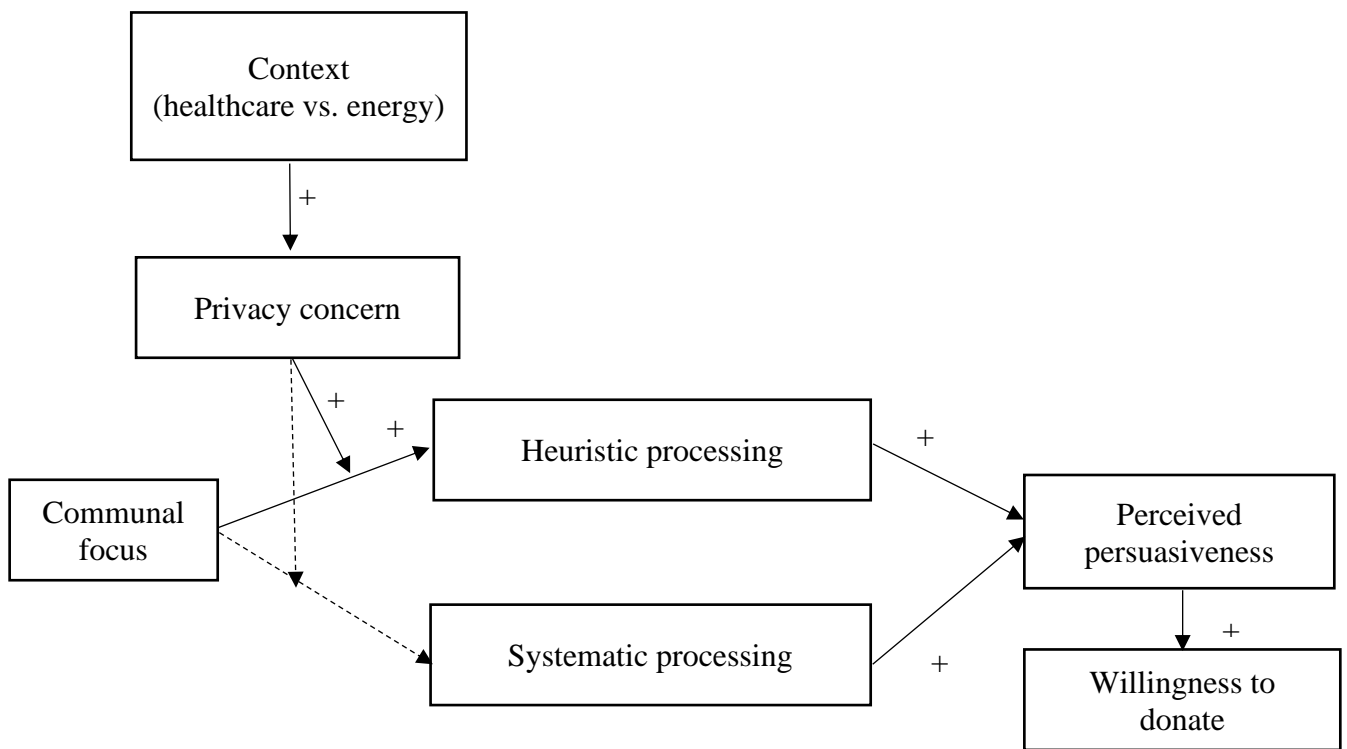 Context
(healthcare vs. energy)
+
Privacy concern
+
+
Heuristic processing
+
Communal
focus
Perceived
persuasiveness
Systematic processing
+
+
Willingness to
donate